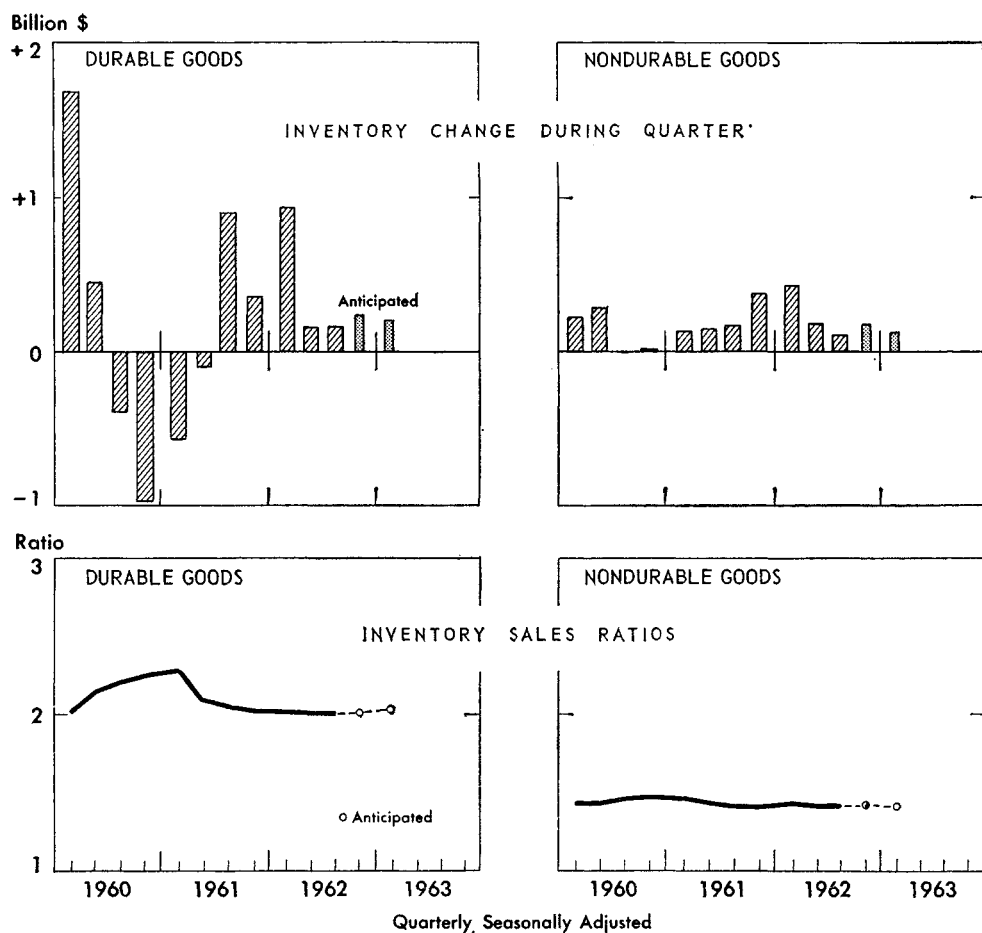 Billion $
+2
DURABLE GOODS
NONDURABLE GOODS
INVENTORY CHANGE DURING QUARTER*
+1
Anticipated
0
-1
Ratio
3
DURABLE GOODS
NONDURABLE GOODS
INVENTORY SALES RATIOS
2
Anticipated
1
1960 1961 1962 1963 1960 1961 1962 1963
Quarterly, Seasonally Adjusted